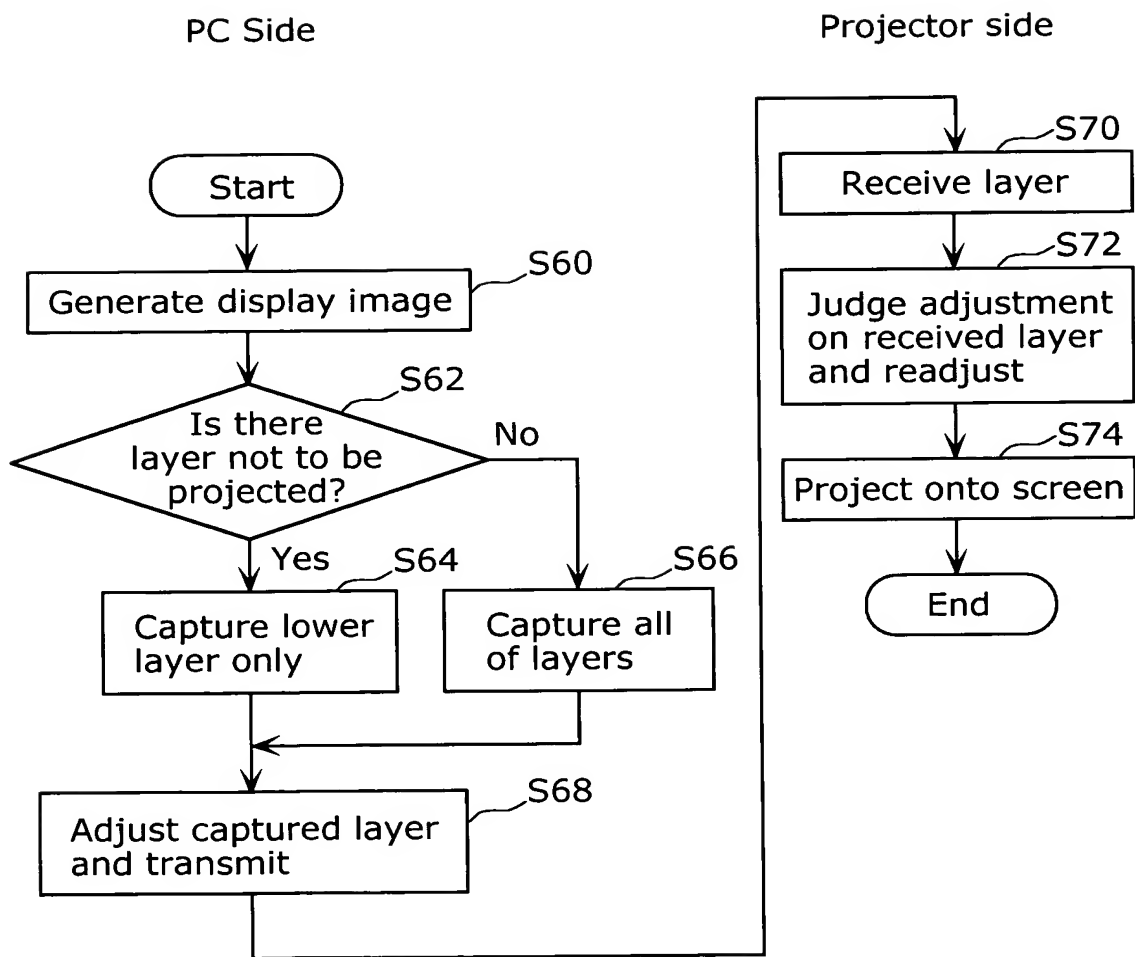 PC Side
Start
S60
Generate display image
S62
Is there
layer not to be
projected?
No
Yes
S64
Capture lower
layer only
S66
Capture all
of layers
S68
Adjust captured layer
and transmit
Projector side
S70
Receive layer
S72
Judge adjustment
on received layer
and readjust
S74
Project onto screen
End